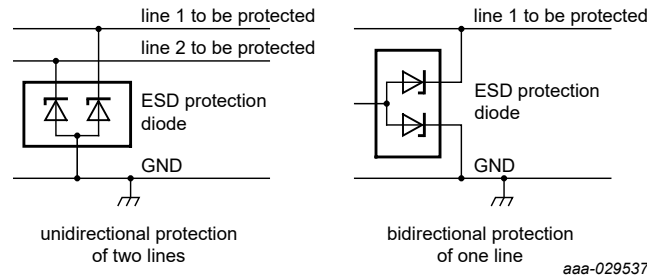 line 1 to be protected
line 2 to be protected
ESD protection
diode
GND
unidirectional protection
of two lines
line 1 to be protected
ESD protection
diode
GND
bidirectional protection
of one line
aaa-029537